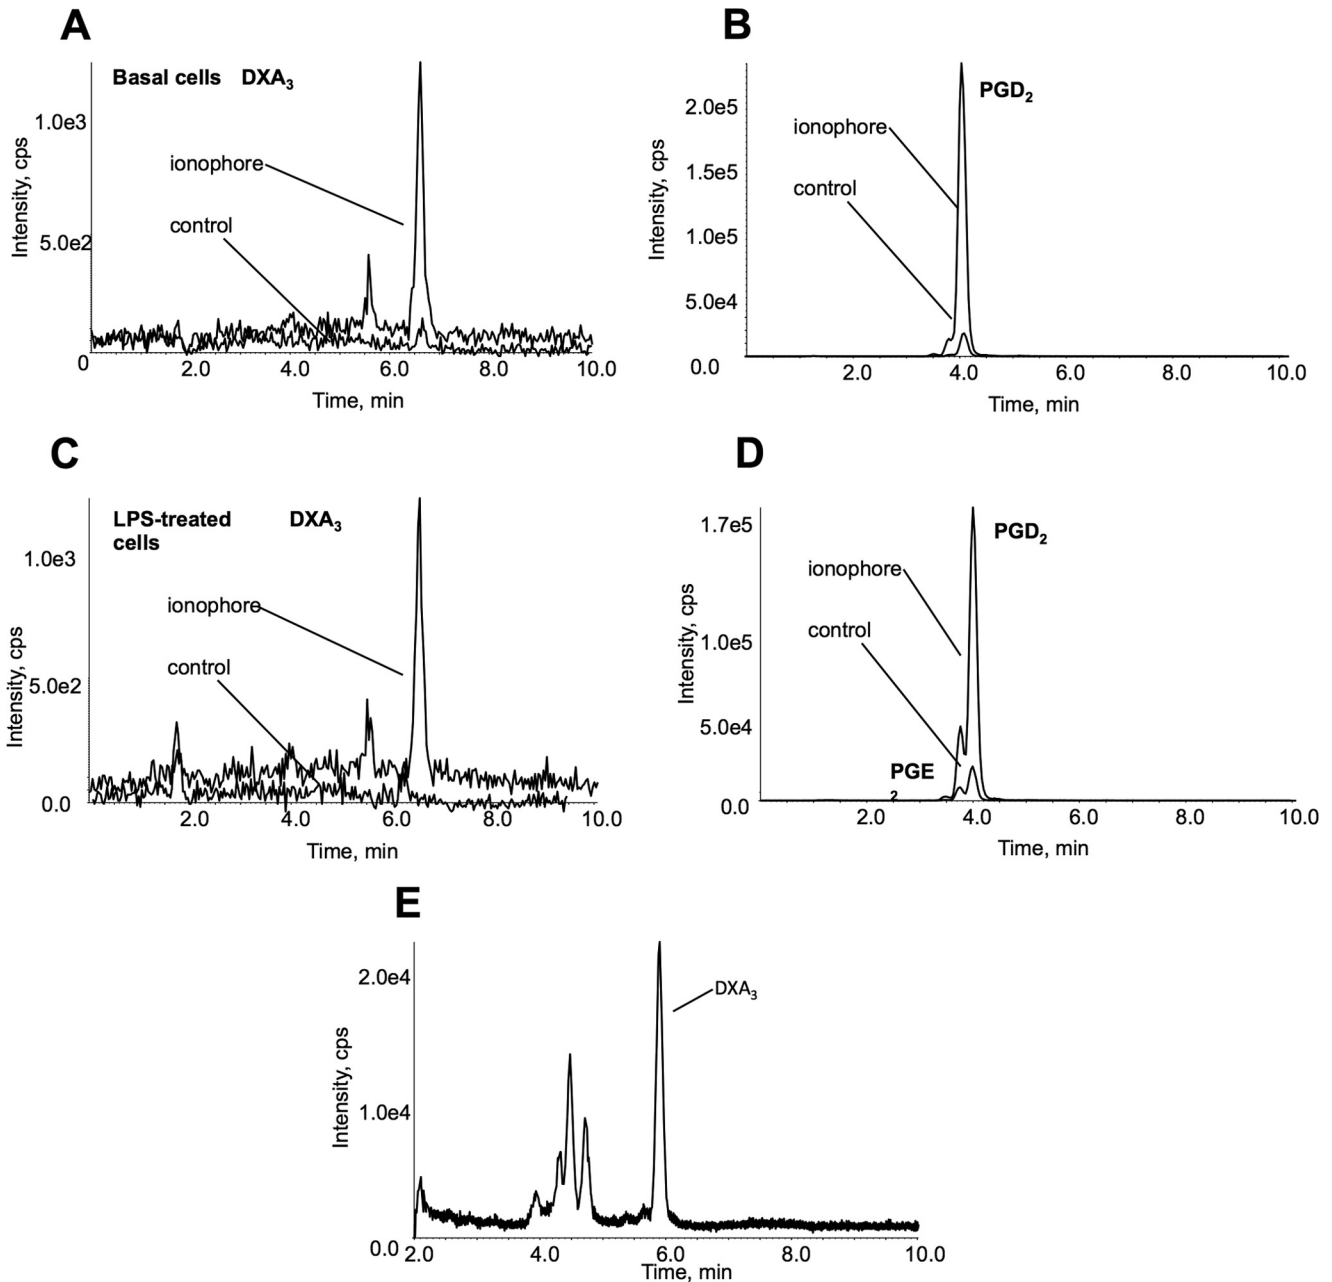 A
Basal cells DXA3
1.0e3
ionophore
control
5.0e2
Intensity, cps
0
2.0 4.0 6.0 8.0 10.0
Time, min
B
PGD2
2.0e5
ionophore
1.5e5
control
1.0e5
Intensity, cps
5.0e4
0.0
2.0 4.0 6.0 8.0 10.0
Time, min
C
LPS-treated DXA3
cells
1.0e3
ionophore
control
5.0e2
Intensity, cps
0.0
2.0 4.0 6.0 8.0 10.0
Time, min
D
1.7e5
PGD2
ionophore
control
1.0e5
Intensity, cps
5.0e4
PGE
2
0.0
2.0 4.0 6.0 8.0 10.0
Time, min
E
2.0e4
DXA3
Intensity, cps
1.0e4
0.0
2.0 4.0 6.0 8.0 10.0
Time, min